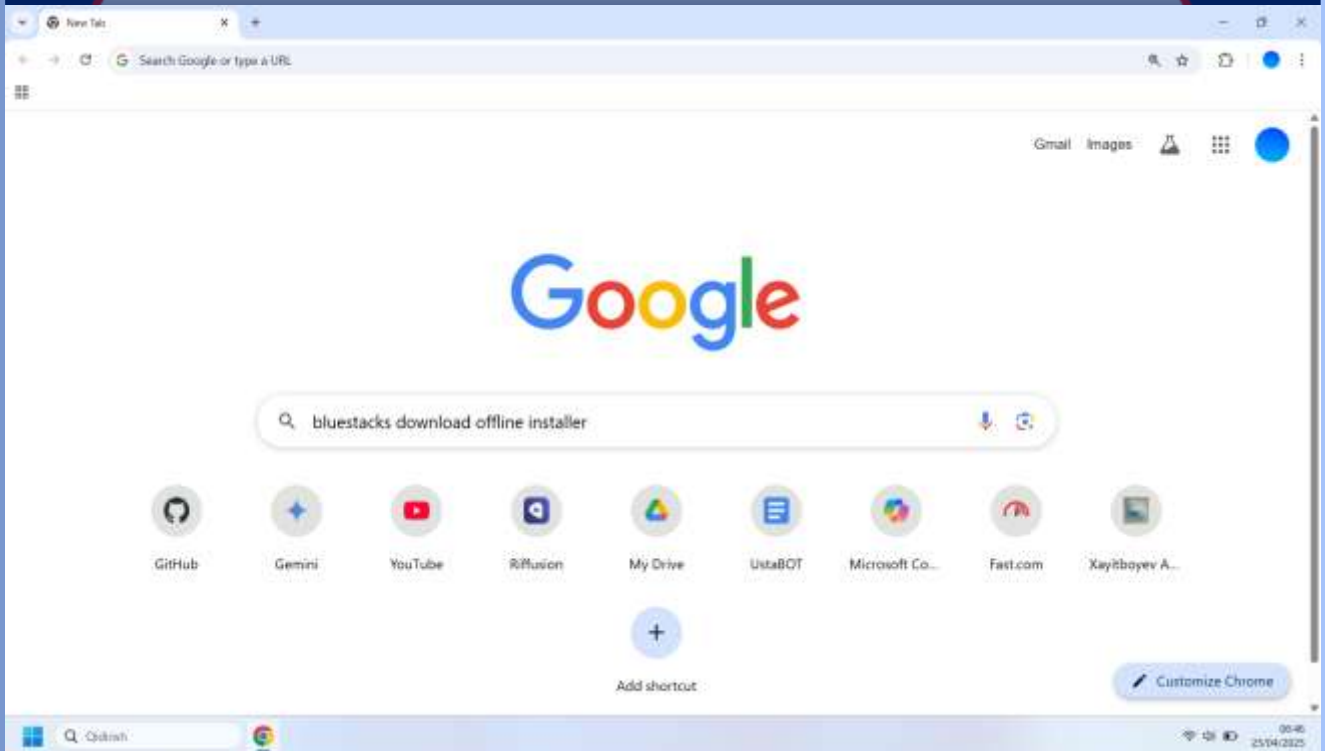 New Tab
Search Google or type a URL
Gmail Images
Google
bluestacks download offline installer
GitHub Gemini YouTube Riffusion My Drive UstaBOT Microsoft Co... Fast.com Xayitboyev A...
Add shortcut
Customize Chrome
Qidirish
25/04/2025